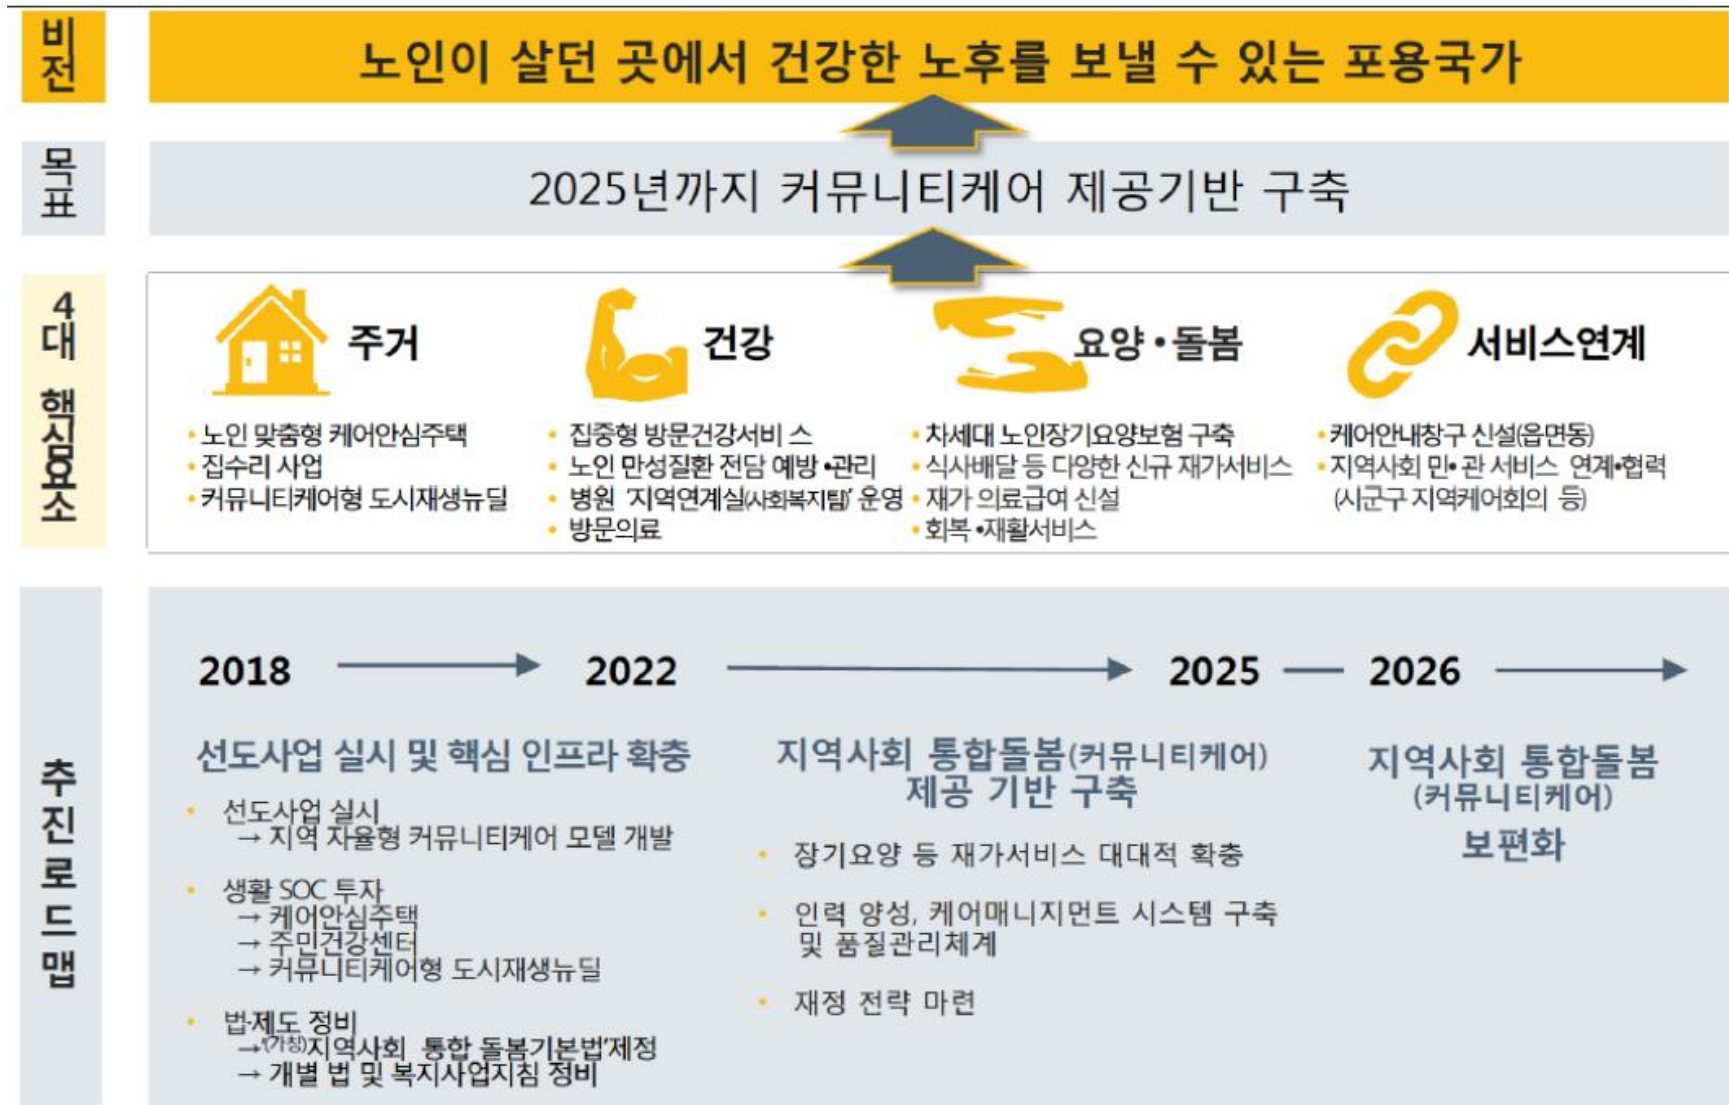 비전
노인이 살던 곳에서 건강한 노후를 보낼 수 있는 포용국가
목표
2025년까지 커뮤니티케어 제공기반 구축
4대 핵심요소
주거
• 노인 맞춤형 케어안심주택
• 집수리 사업
• 커뮤니티케어형 도시재생뉴딜
건강
• 집중형 방문건강서비 스
• 노인 만성질환 전담 예방•관리
• 병원 '지역연계실(사회복지팀)' 운영
• 방문의료
요양•돌봄
• 차세대 노인장기요양보험 구축
• 식사배달 등 다양한 신규 재가서비스
• 재가 의료급여 신설
• 회복•재활서비스
서비스연계
• 케어안내창구 신설(읍면동)
• 지역사회 민•관 서비스 연계•협력
(시군구 지역케어회의 등)
추진로드맵
2018 2022 2025 2026
선도사업 실시 및 핵심 인프라 확충
• 선도사업 실시
→ 지역 자율형 커뮤니티케어 모델 개발
• 생활 SOC 투자
→ 케어안심주택
→ 주민건강센터
→ 커뮤니티케어형 도시재생뉴딜
• 법·제도 정비
→'(가칭)지역사회 통합 돌봄기본법'제정
→ 개별 법 및 복지사업지침 정비
지역사회 통합돌봄(커뮤니티케어)
제공 기반 구축
• 장기요양 등 재가서비스 대대적 확충
• 인력 양성, 케어매니지먼트 시스템 구축
및 품질관리체계
• 재정 전략 마련
지역사회 통합돌봄
(커뮤니티케어)
보편화